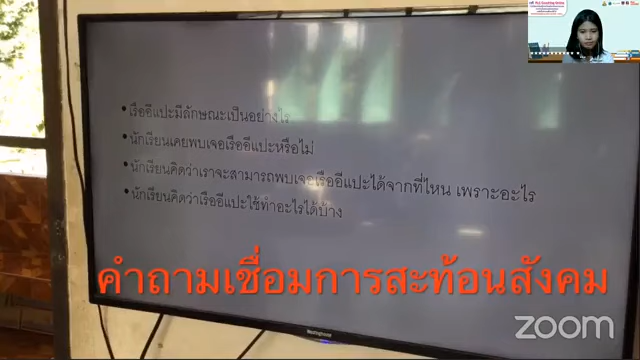 • เรืออีแปะมีลักษณะเป็นอย่างไร
• นักเรียนเคยพบเจอเรืออีแปะหรือไม่
• นักเรียนคิดว่าเราจะสามารถพบเจอเรืออีแปะได้จากที่ไหน เพราะอะไร
• นักเรียนคิดว่าเรืออีแปะใช้ทำอะไรได้บ้าง
คำถามเชื่อมการสะท้อนสังคม
Westinghouse
zoom